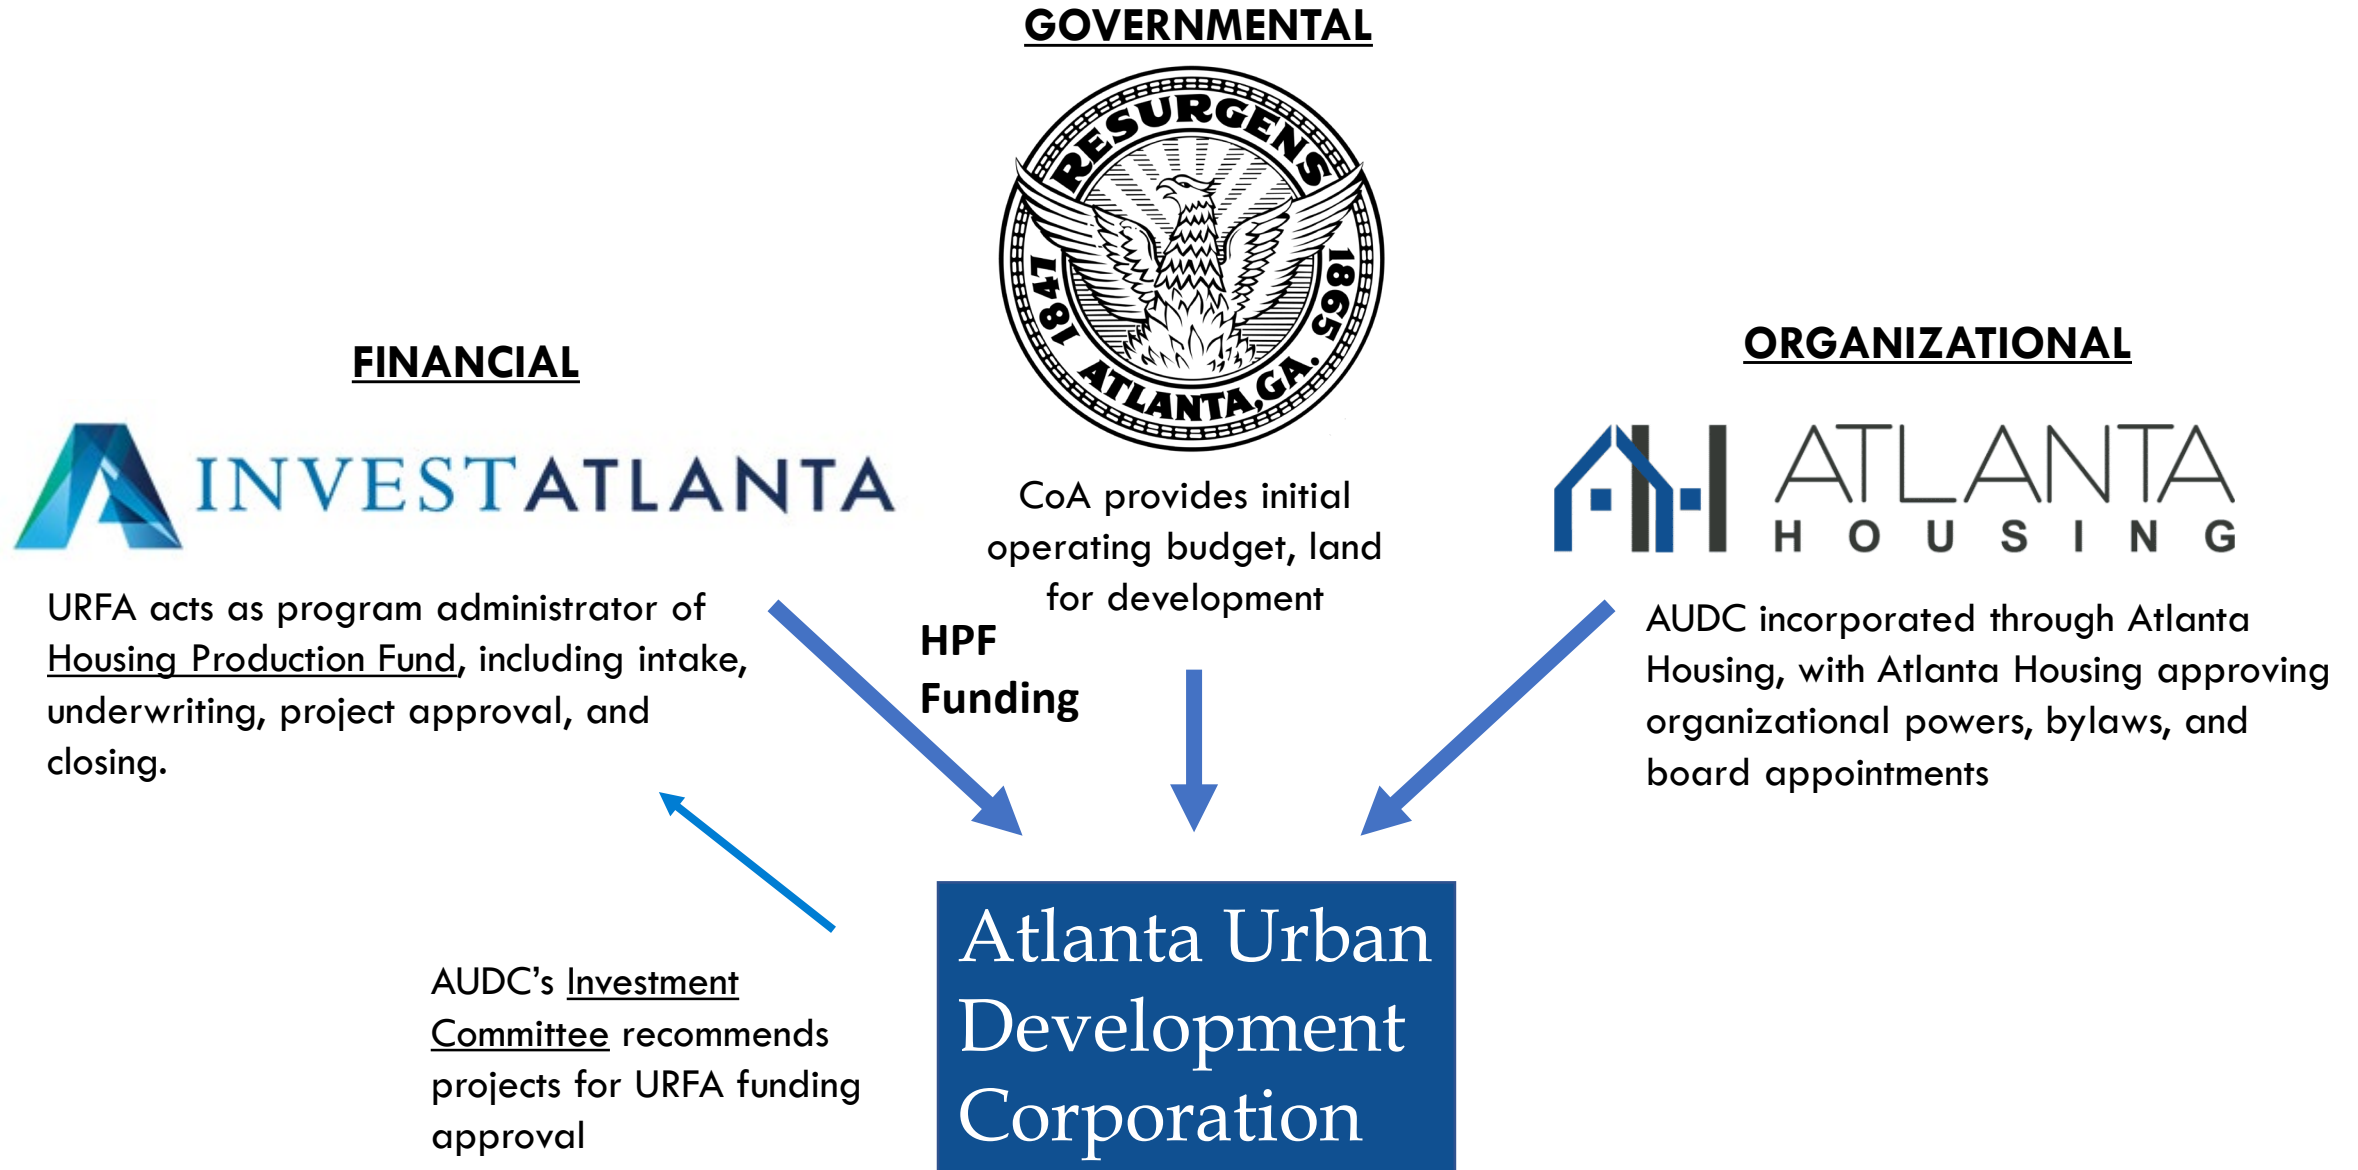 GOVERNMENTAL
RESURGENS
1847
1865
ATLANTA, GA.
CoA provides initial
operating budget, land
for development
FINANCIAL
INVEST ATLANTA
URFA acts as program administrator of
Housing Production Fund, including intake,
underwriting, project approval, and
closing.
HPF
Funding
ORGANIZATIONAL
AH
ATLANTA
HOUSING
AUDC incorporated through Atlanta
Housing, with Atlanta Housing approving
organizational powers, bylaws, and
board appointments
AUDC’s Investment
Committee recommends
projects for URFA funding
approval
Atlanta Urban
Development
Corporation